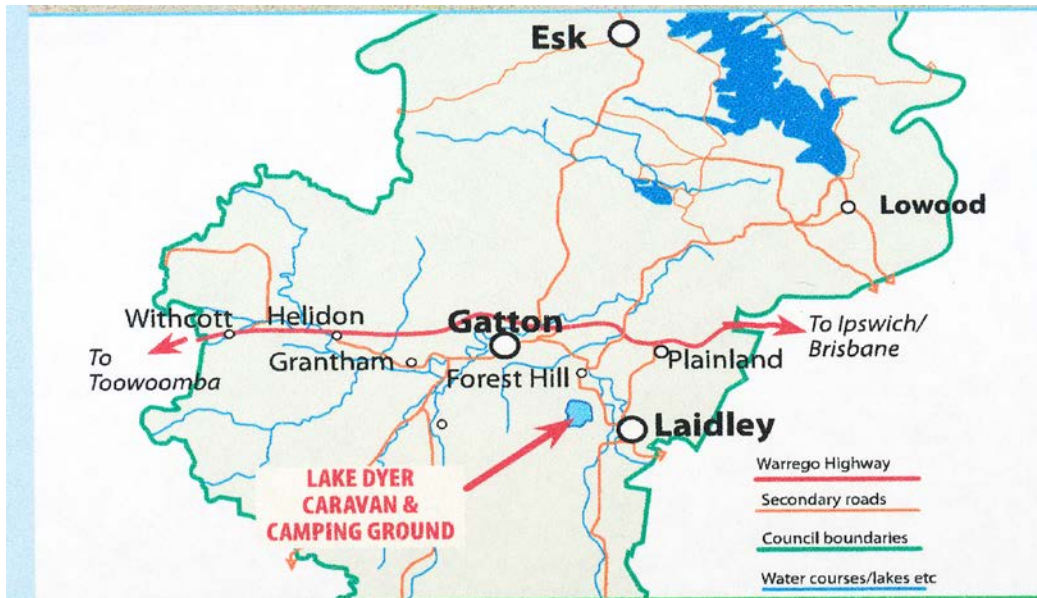 Esk
Lowood
Withcott
Helidon
Gatton
To Ipswich/
Brisbane
To
Toowoomba
Grantham
Forest Hill
Plainland
Laidley
LAKE DYER
CARAVAN &
CAMPING GROUND
Warrego Highway
Secondary roads
Council boundaries
Water courses/lakes etc